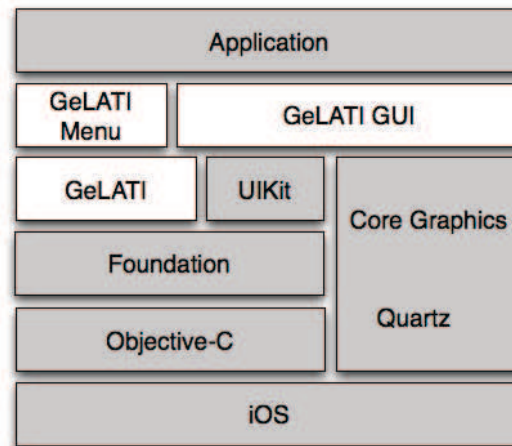 Application
GeLATI
Menu
GeLATI GUI
GeLATI
UIKit
Core Graphics
Quartz
Foundation
Objective-C
iOS